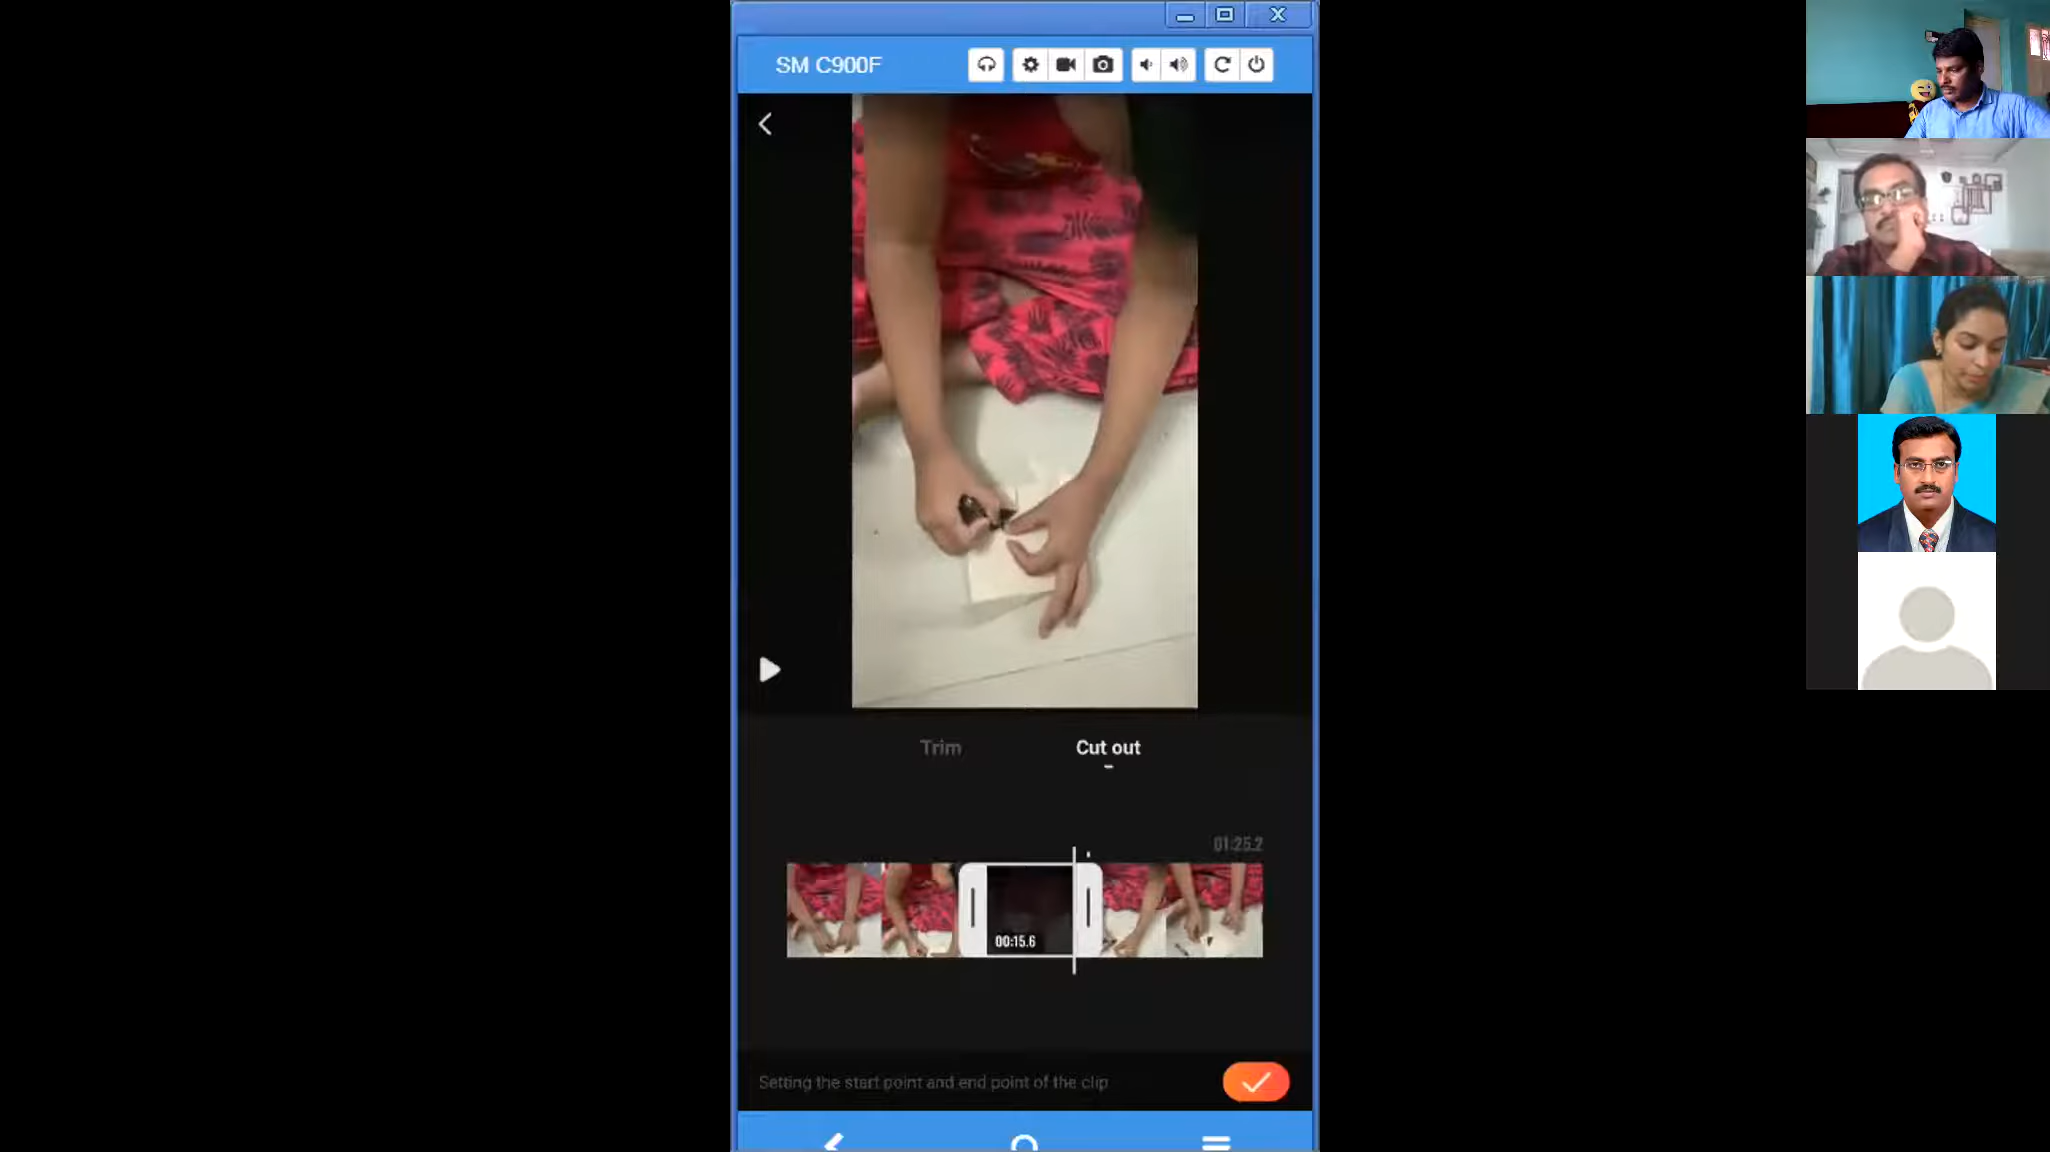 SM C900F
Trim
Cut out
01:25.2
00:15.6
Setting the start point and end point of the clip